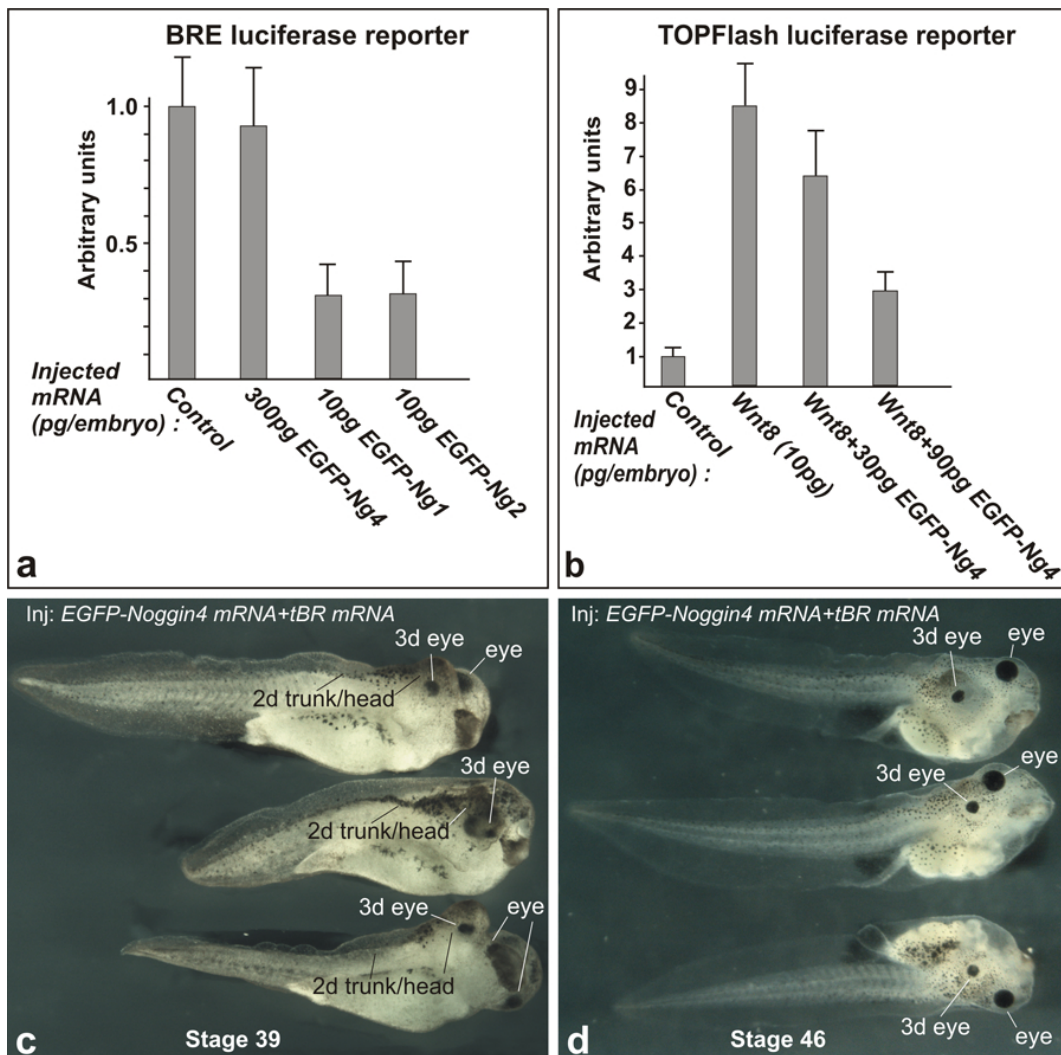 BRE luciferase reporter
Arbitrary units
1.0
0.5
Injected
mRNA
(pg/embryo) :
Control
300pg EGFP-Ng4
10pg EGFP-Ng1
10pg EGFP-Ng2
a
TOPFlash luciferase reporter
Arbitrary units
9
8
7
6
5
4
3
2
1
Injected
mRNA
(pg/embryo) :
Control
Wnt8 (10pg)
Wnt8+30pg EGFP-Ng4
Wnt8+90pg EGFP-Ng4
b
Inj: EGFP-Noggin4 mRNA+tBR mRNA
3d eye
eye
2d trunk/head
3d eye
2d trunk/head
3d eye
eye
2d trunk/head
c
Stage 39
Inj: EGFP-Noggin4 mRNA+tBR mRNA
3d eye
eye
3d eye
eye
3d eye
eye
d
Stage 46